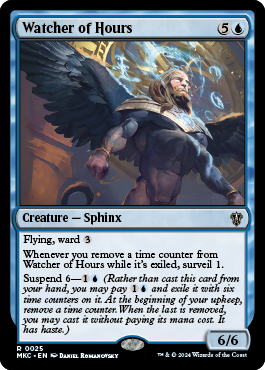 Watcher of Hours 5
Creature — Sphinx
Flying, ward 3
Whenever you remove a time counter from
Watcher of Hours while it's exiled, surveil 1.
Suspend 6—1 (Rather than cast this card from
your hand, you may pay 1 and exile it with six
time counters on it. At the beginning of your upkeep,
remove a time counter. When the last is removed,
you may cast it without paying its mana cost. It
has haste.)
6/6
R 0025
MKC • EN DANIEL ROMANOVSKY
™ & © 2024 Wizards of the Coast